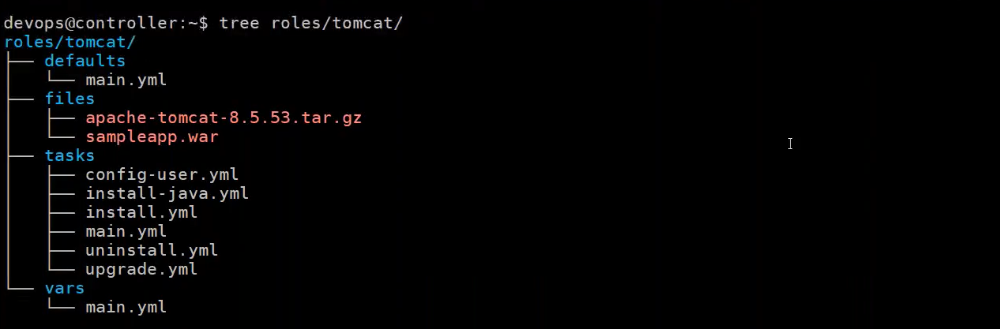 devops@controller:~$ tree roles/tomcat/
roles/tomcat/
├── defaults
│   └── main.yml
├── files
│   ├── apache-tomcat-8.5.53.tar.gz
│   └── sampleapp.war
├── tasks
│   ├── config-user.yml
│   ├── install-java.yml
│   ├── install.yml
│   ├── main.yml
│   ├── uninstall.yml
│   └── upgrade.yml
└── vars
    └── main.yml